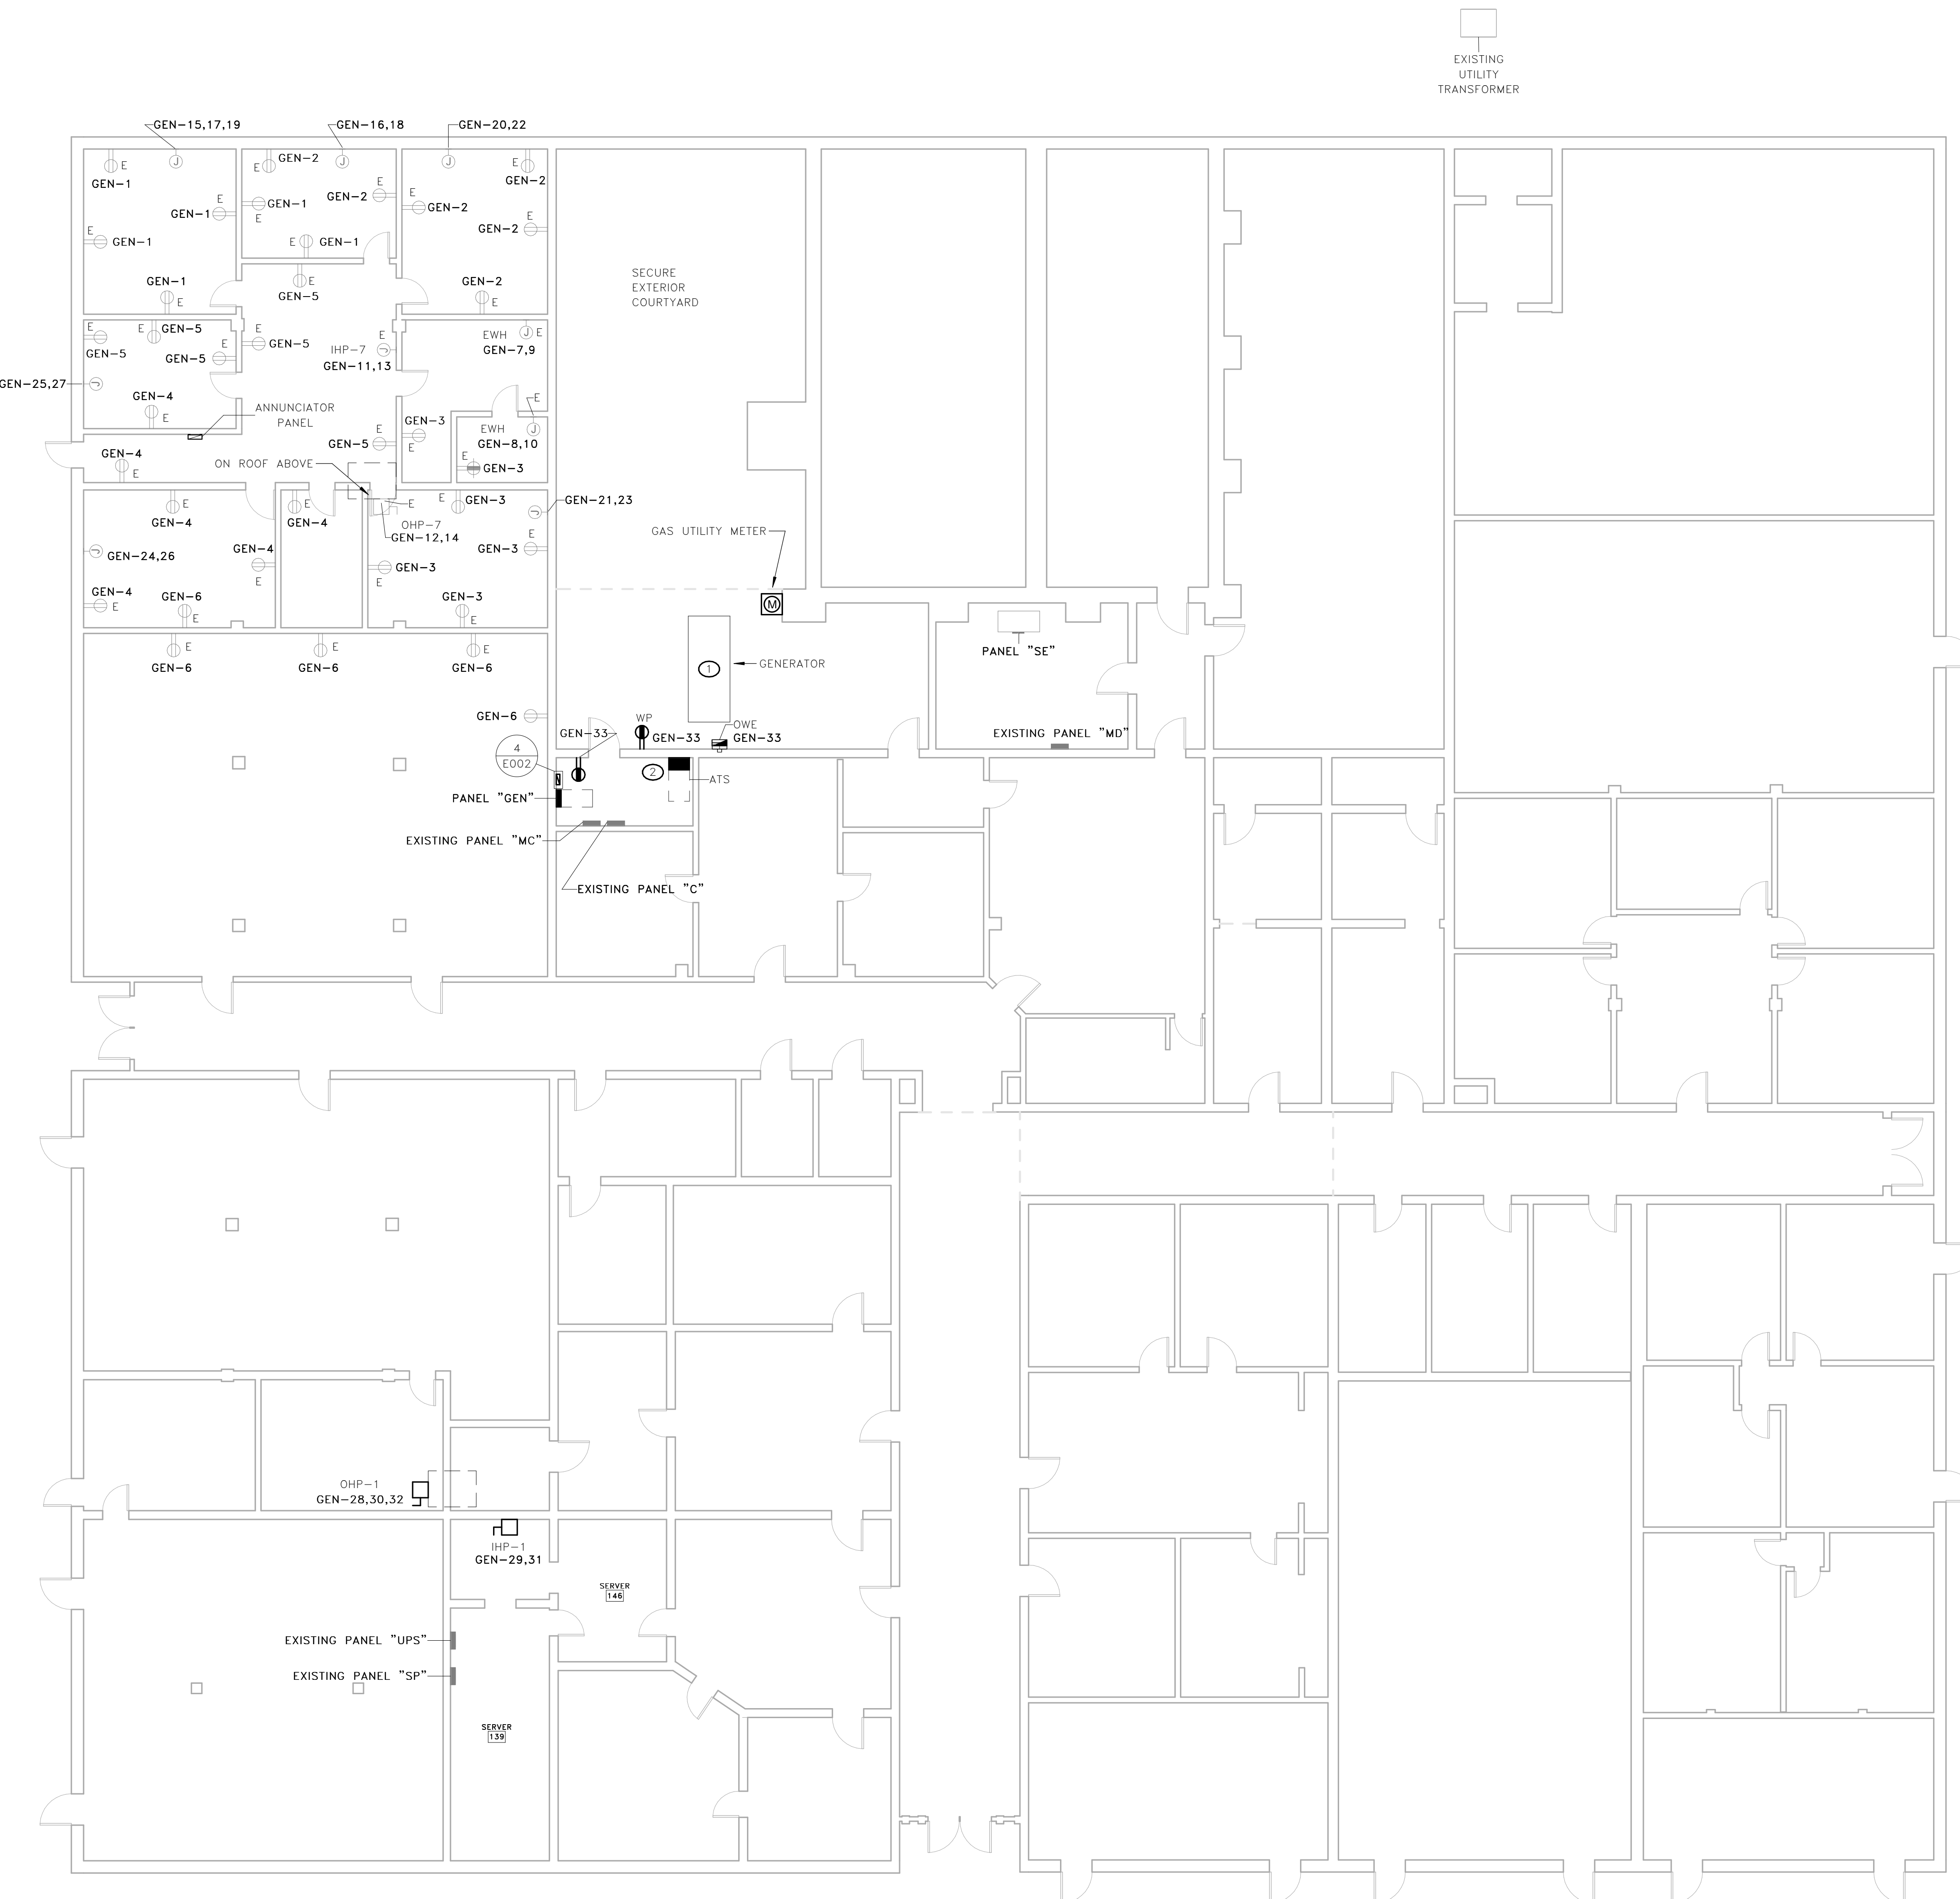 EXISTING
UTILITY
TRANSFORMER
GEN-15,17,19
GEN-16,18
GEN-20,22
E
GEN-1
J
E
GEN-1
E
GEN-1
GEN-1
E
E
GEN-2
J
E
GEN-2
GEN-1
E
E
GEN-1
J
E
GEN-2
E
GEN-2
E
GEN-2
GEN-2
E
E
GEN-5
E
GEN-5
E
GEN-5
E
GEN-5
E
GEN-5
GEN-25,27
J
GEN-4
E
IHP-7
E
J
GEN-11,13
EWH
J
E
GEN-7,9
ANNUNCIATOR
PANEL
E
GEN-5
GEN-3
E
E
EWH
J
GEN-8,10
E
GEN-3
GEN-4
E
ON ROOF ABOVE
E
OHP-7
GEN-12,14
E
GEN-4
J
GEN-24,26
GEN-4
E
GEN-4
E
GEN-6
E
E
GEN-4
E
GEN-3
J
GEN-21,23
E
GEN-3
GEN-3
E
GEN-3
E
E
GEN-6
E
GEN-6
E
GEN-6
GEN-6
SECURE
EXTERIOR
COURTYARD
GAS UTILITY METER
M
1
GENERATOR
WP
GEN-33
GEN-33
OWE
GEN-33
4
E002
2
ATS
PANEL "GEN"
EXISTING PANEL "MC"
EXISTING PANEL "C"
PANEL "SE"
EXISTING PANEL "MD"
OHP-1
GEN-28,30,32
IHP-1
GEN-29,31
SERVER
146
EXISTING PANEL "UPS"
EXISTING PANEL "SP"
SERVER
139